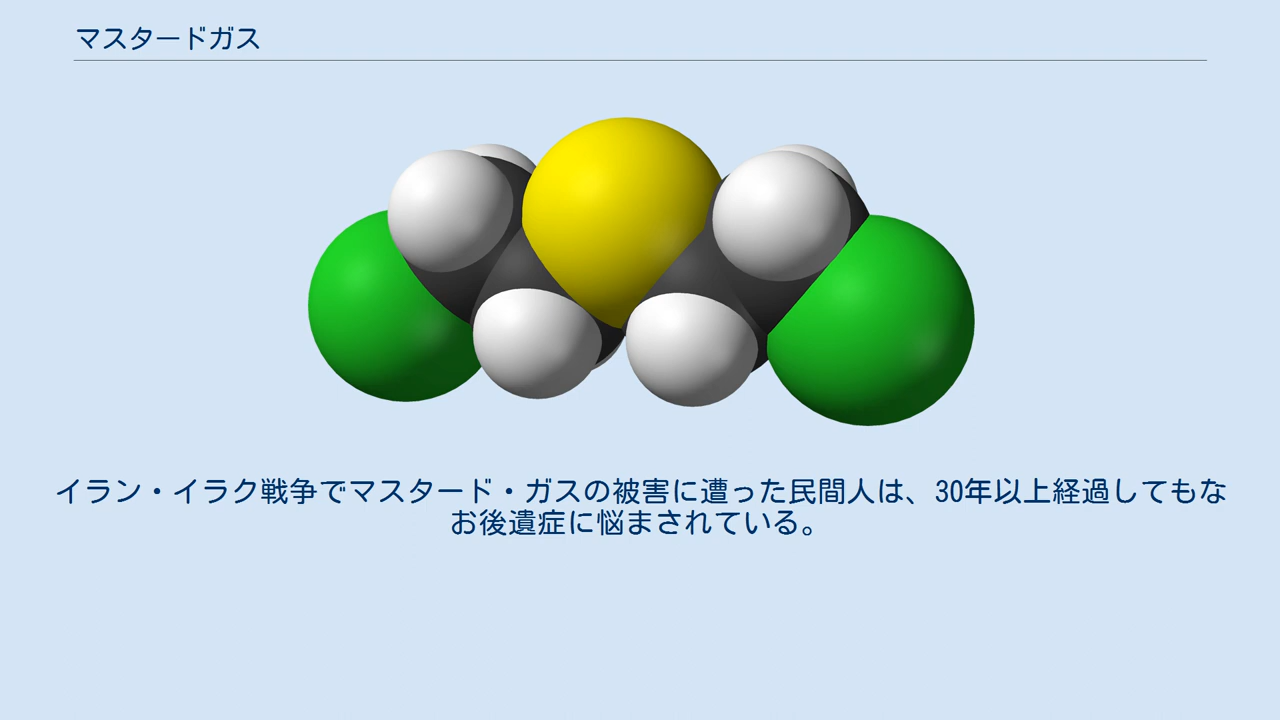 マスタードガス
イラン・イラク戦争でマスタード・ガスの被害に遭った民間人は、30年以上経過してもな
お後遺症に悩まされている。